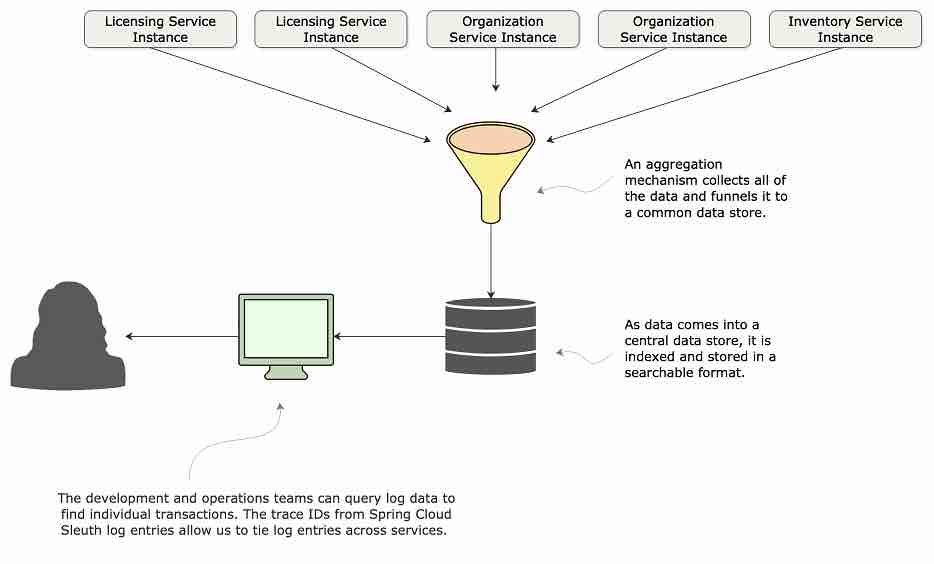 Licensing Service
Instance
Licensing Service
Instance
Organization
Service Instance
Organization
Service Instance
Inventory Service
Instance
An aggregation
mechanism collects all of
the data and funnels it to
a common data store.
As data comes into a
central data store, it is
indexed and stored in a
searchable format.
The development and operations teams can query log data to
find individual transactions. The trace IDs from Spring Cloud
Sleuth log entries allow us to tie log entries across services.